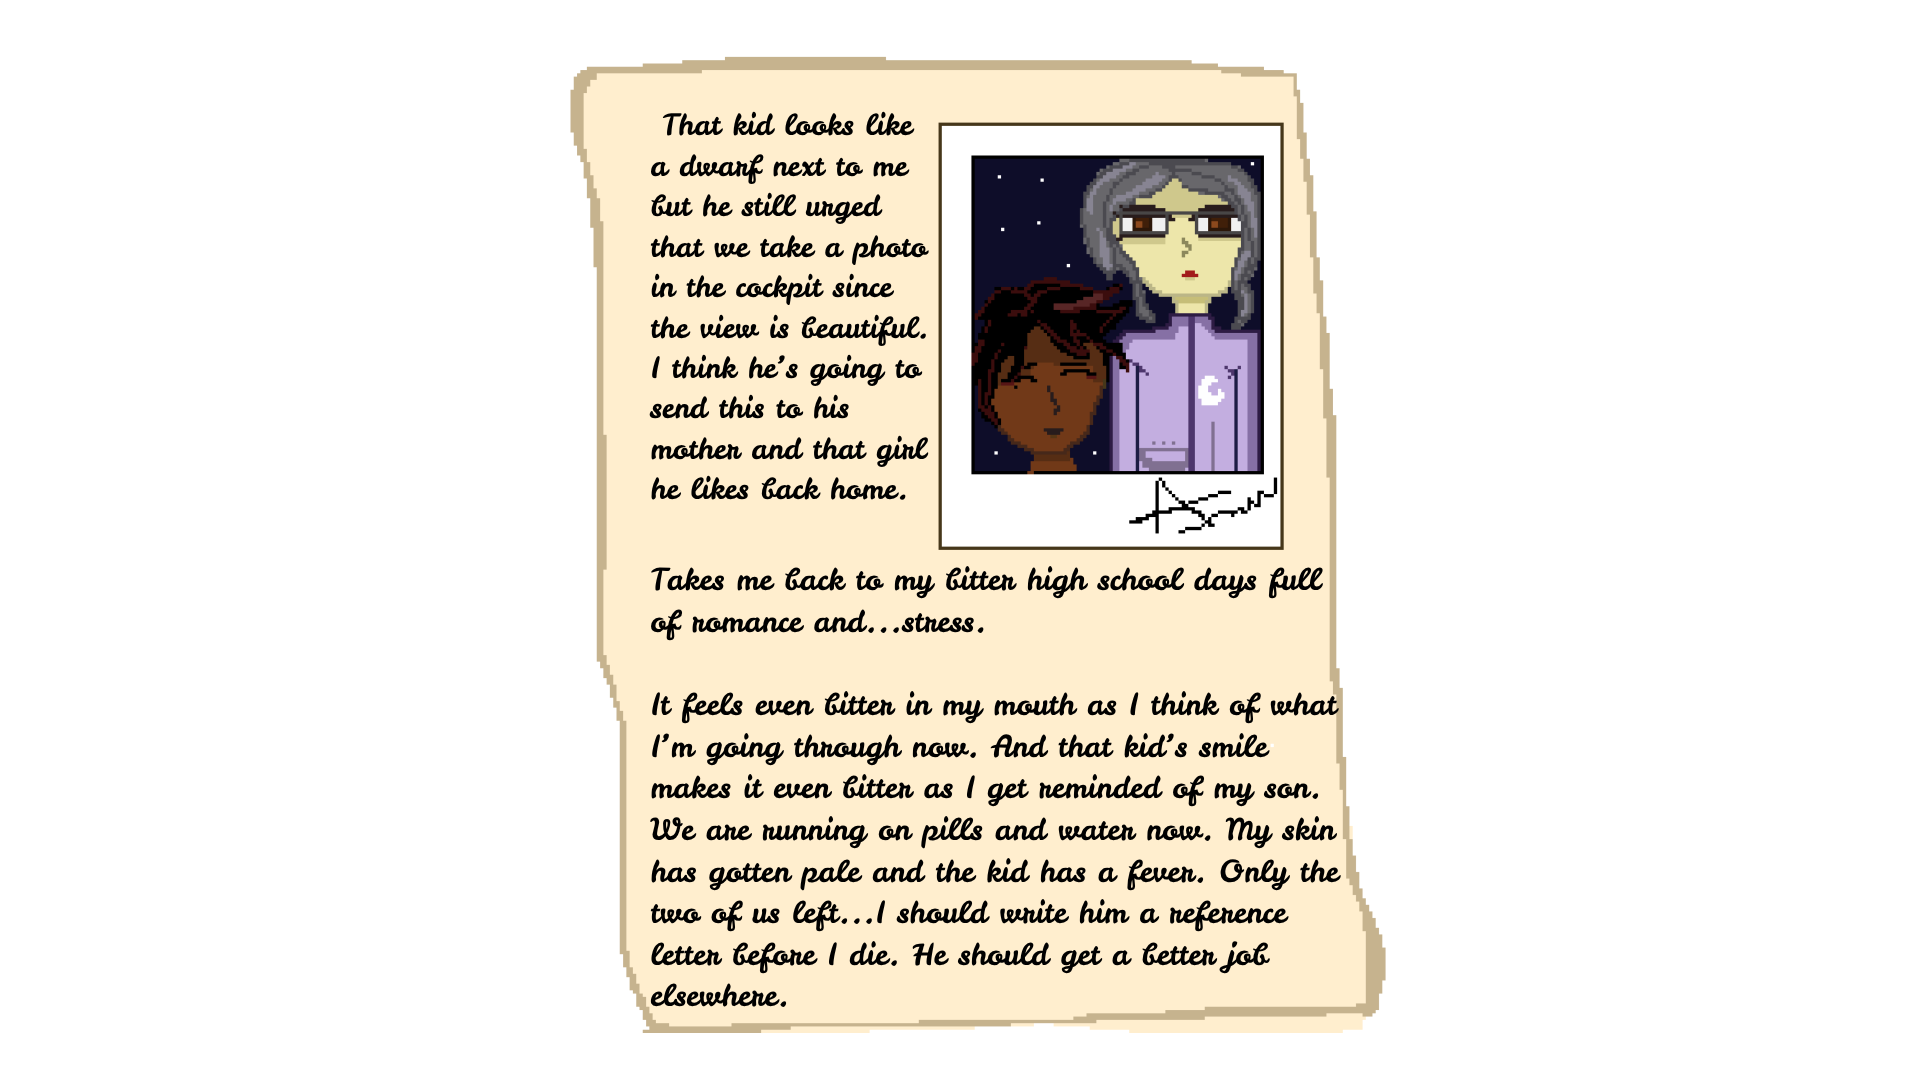 That kid looks like
a dwarf next to me
but he still urged
that we take a photo
in the cockpit since
the view is beautiful.
I think he's going to
send this to his
mother and that girl
he likes back home.
Takes me back to my bitter high school days full
of romance and...stress.
It feels even bitter in my mouth as I think of what
I'm going through now. And that kid's smile
makes it even bitter as I get reminded of my son.
We are running on pills and water now. My skin
has gotten pale and the kid has a fever. Only the
two of us left...I should write him a reference
letter before I die. He should get a better job
elsewhere.